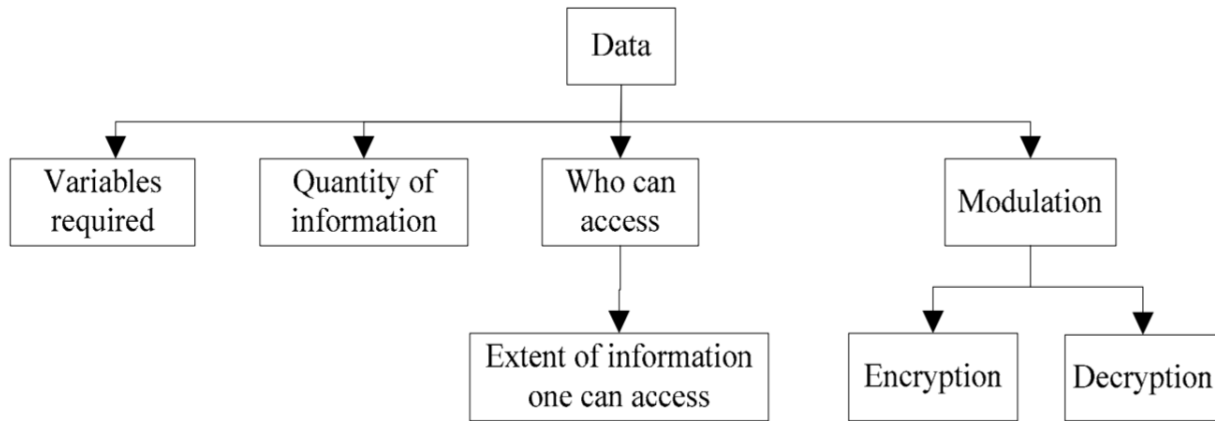 Data
Variables
required
Quantity of
information
Who can
access
Modulation
Extent of information
one can access
Encryption
Decryption